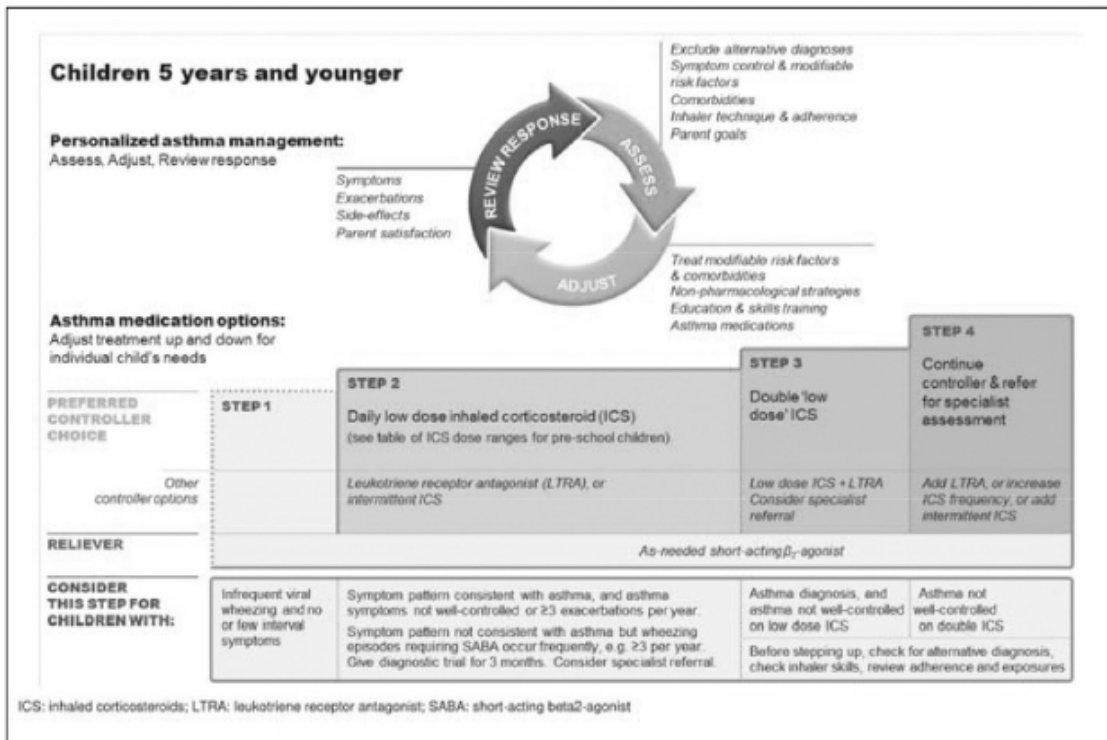 Children 5 years and younger
Personalized asthma management:
Assess, Adjust, Review response
Exclude alternative diagnoses
Symptom control & modifiable
risk factors
Comorbidities
Inhaler technique & adherence
Parent goals
REVIEW RESPONSE
ASSESS
ADJUST
Symptoms
Exacerbations
Side-effects
Parent satisfaction
Treat modifiable risk factors
& comorbidities
Non-pharmacological strategies
Education & skills training
Asthma medications
Asthma medication options:
Adjust treatment up and down for
individual child's needs
PREFERRED
CONTROLLER
CHOICE
STEP 1
STEP 2
Daily low dose inhaled corticosteroid (ICS)
(see table of ICS dose ranges for pre-school children)
STEP 3
Double 'low
dose' ICS
STEP 4
Continue
controller & refer
for specialist
assessment
Other
controller options
Leukotriene receptor antagonist (LTRA), or
intermittent ICS
Low dose ICS + LTRA
Consider specialist
referral
Add LTRA, or increase
ICS frequency, or add
intermittent ICS
RELIEVER
As-needed short-acting β₂-agonist
CONSIDER
THIS STEP FOR
CHILDREN WITH:
Infrequent viral
wheezing and no
or few interval
symptoms
Symptom pattern consistent with asthma, and asthma
symptoms not well-controlled or ≥3 exacerbations per year.
Symptom pattern not consistent with asthma but wheezing
episodes requiring SABA occur frequently, e.g. ≥3 per year.
Give diagnostic trial for 3 months. Consider specialist referral.
Asthma diagnosis, and
asthma not well-controlled
on low dose ICS
Asthma not
well-controlled
on double ICS
Before stepping up, check for alternative diagnosis,
check inhaler skills, review adherence and exposures
ICS: inhaled corticosteroids; LTRA: leukotriene receptor antagonist; SABA: short-acting beta2-agonist